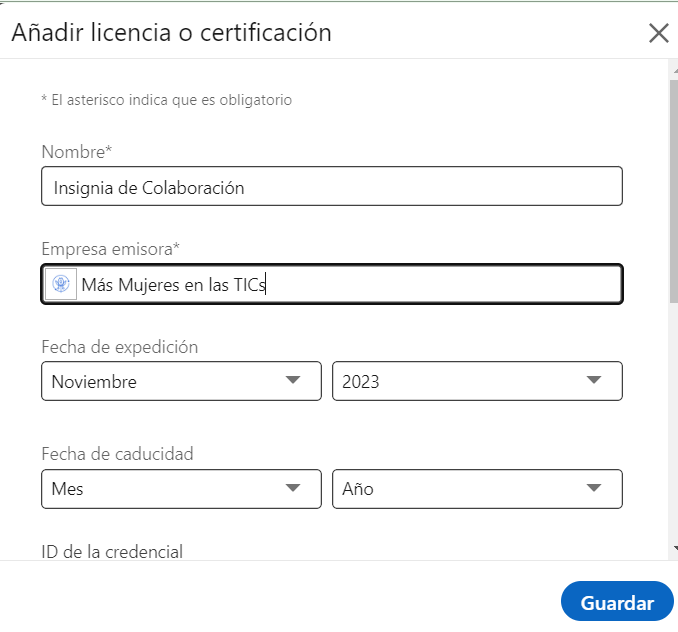 Añadir licencia o certificación
* El asterisco indica que es obligatorio
Nombre*
Insignia de Colaboración
Empresa emisora*
Más Mujeres en las TICs
Fecha de expedición
Noviembre 2023
Fecha de caducidad
Mes Año
ID de la credencial
Guardar